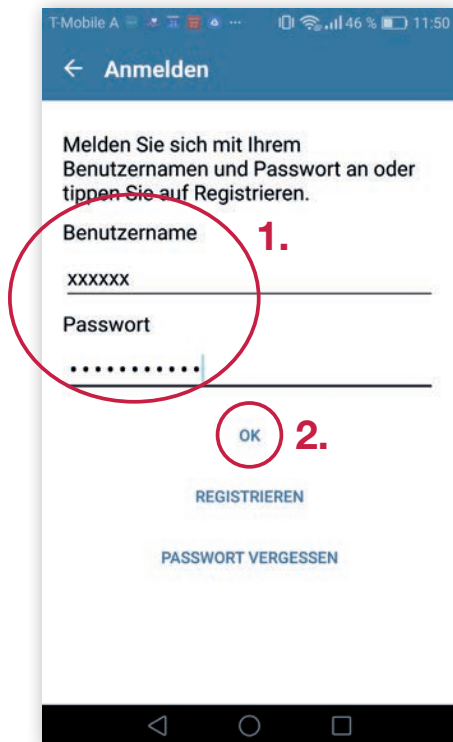 T-Mobile A ... 46 % 11:50
← Anmelden
Melden Sie sich mit Ihrem
Benutzernamen und Passwort an oder
tippen Sie auf Registrieren.
Benutzername
1.
xxxxxx
Passwort
•••••••••••
OK 2.
REGISTRIEREN
PASSWORT VERGESSEN